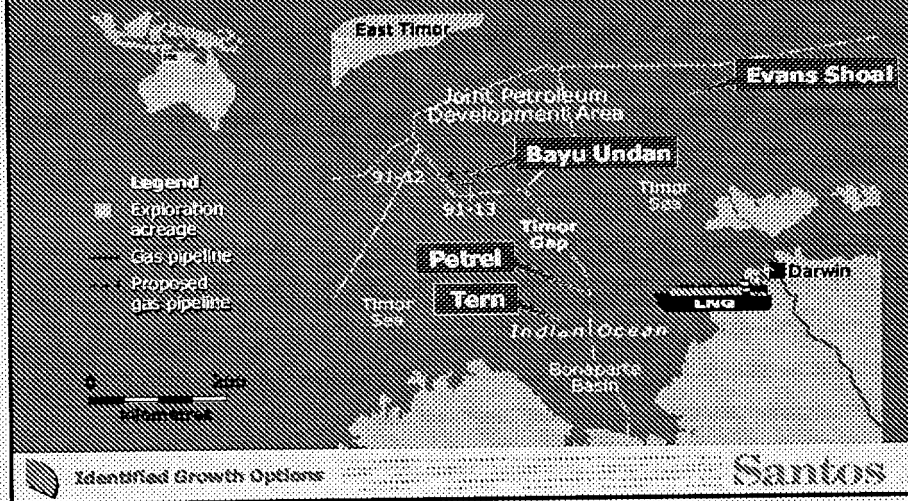 East Timor
Evans Shoal
Joint Petroleum
Development Area
Bayu Undan
91-12
91-13
Legend
Exploration
acreage
Gas pipeline
Proposed
gas pipeline
Timor
Sea
Timor
Gap
Petrel
Tern
Darwin
LNG
Timor
Sea
Indian Ocean
Bonaparte
Basin
0
200
kilometres
Identified Growth Options
Santos